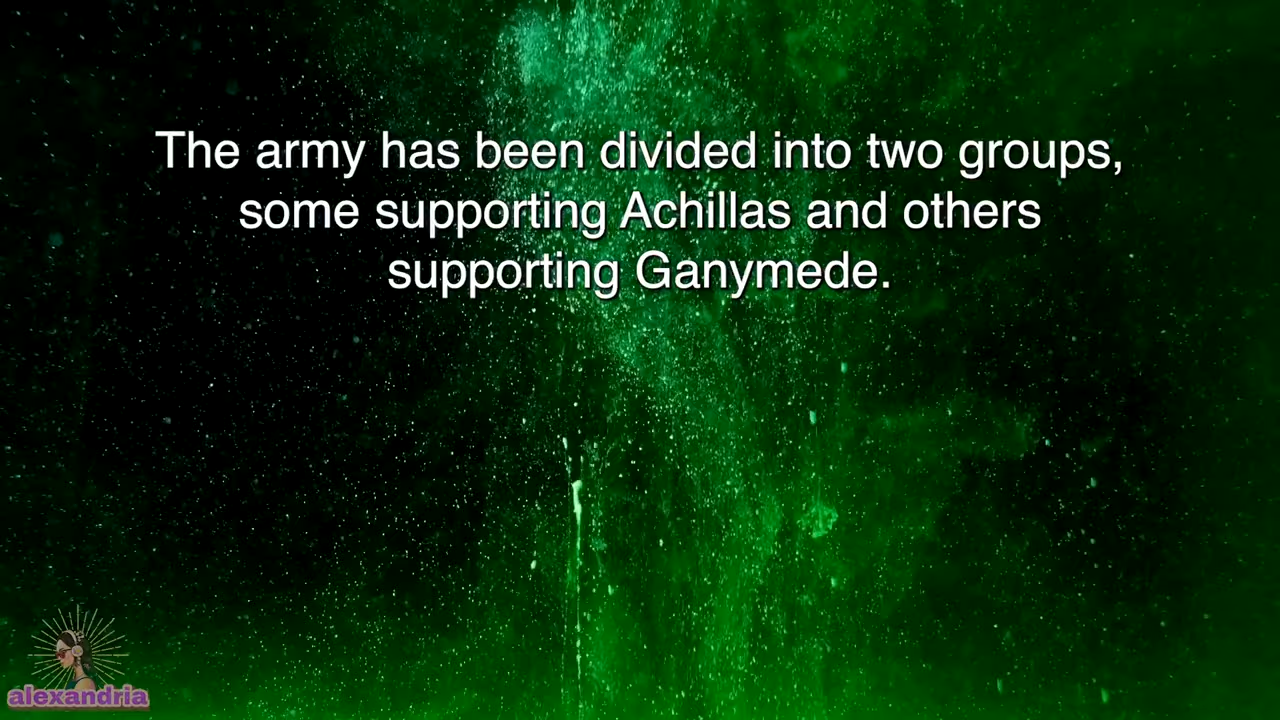 The army has been divided into two groups,
some supporting Achillas and others
supporting Ganymede.
alexandria